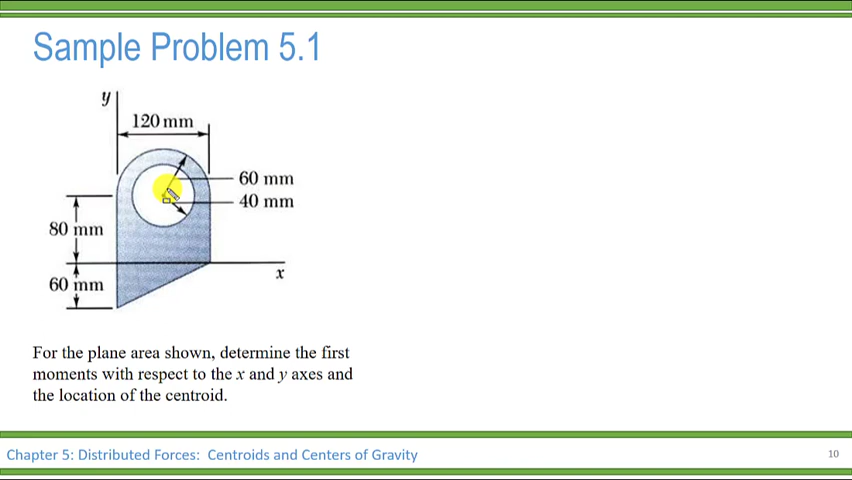 Sample Problem 5.1
y
120 mm
60 mm
40 mm
80 mm
x
60 mm
For the plane area shown, determine the first
moments with respect to the x and y axes and
the location of the centroid.
Chapter 5: Distributed Forces: Centroids and Centers of Gravity
10